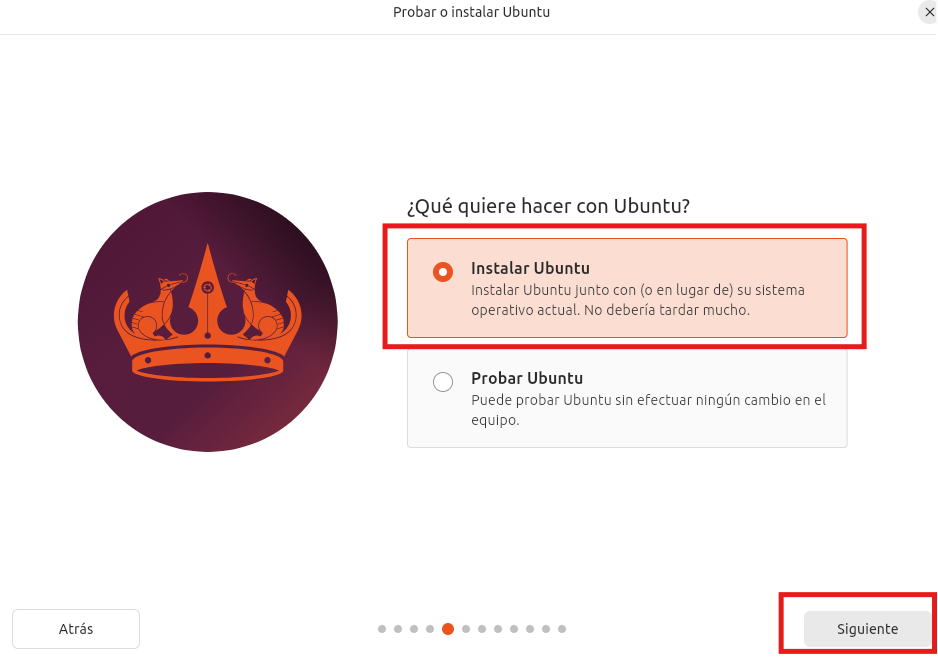 Probar o instalar Ubuntu
¿Qué quiere hacer con Ubuntu?
Instalar Ubuntu
Instalar Ubuntu junto con (o en lugar de) su sistema
operativo actual. No debería tardar mucho.
Probar Ubuntu
Puede probar Ubuntu sin efectuar ningún cambio en el
equipo.
Atrás
Siguiente